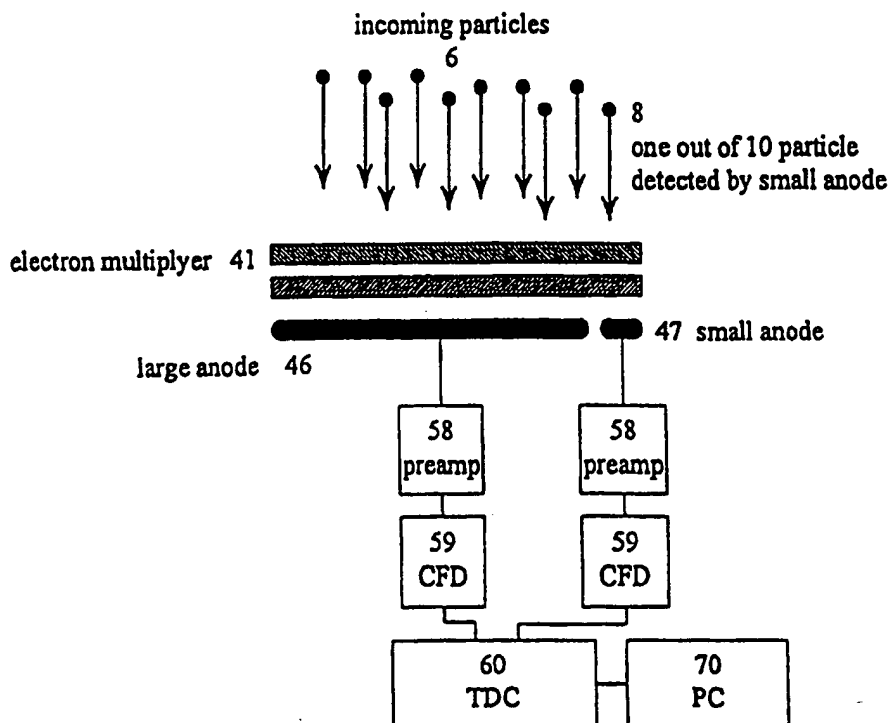 incoming particles
6
8
one out of 10 particle
detected by small anode
electron multiplyer 41
47 small anode
large anode 46
58
preamp
58
preamp
59
CFD
59
CFD
60
TDC
70
PC